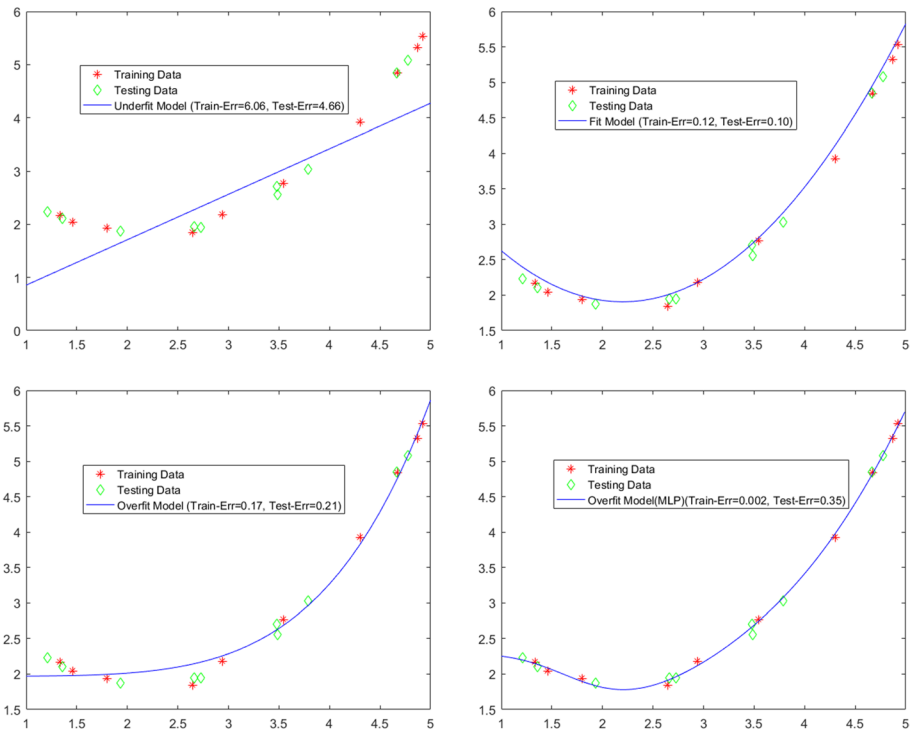 6
5
4
3
2
1
0
Training Data
Testing Data
Underfit Model (Train-Err=6.06, Test-Err=4.66)
1 1.5 2 2.5 3 3.5 4 4.5 5
6
5.5
5
4.5
4
3.5
3
2.5
2
1.5
Training Data
Testing Data
Fit Model (Train-Err=0.12, Test-Err=0.10)
1 1.5 2 2.5 3 3.5 4 4.5 5
6
5.5
5
4.5
4
3.5
3
2.5
2
1.5
Training Data
Testing Data
Overfit Model (Train-Err=0.17, Test-Err=0.21)
1 1.5 2 2.5 3 3.5 4 4.5 5
6
5.5
5
4.5
4
3.5
3
2.5
2
1.5
Training Data
Testing Data
Overfit Model(MLP)(Train-Err=0.002, Test-Err=0.35)
1 1.5 2 2.5 3 3.5 4 4.5 5